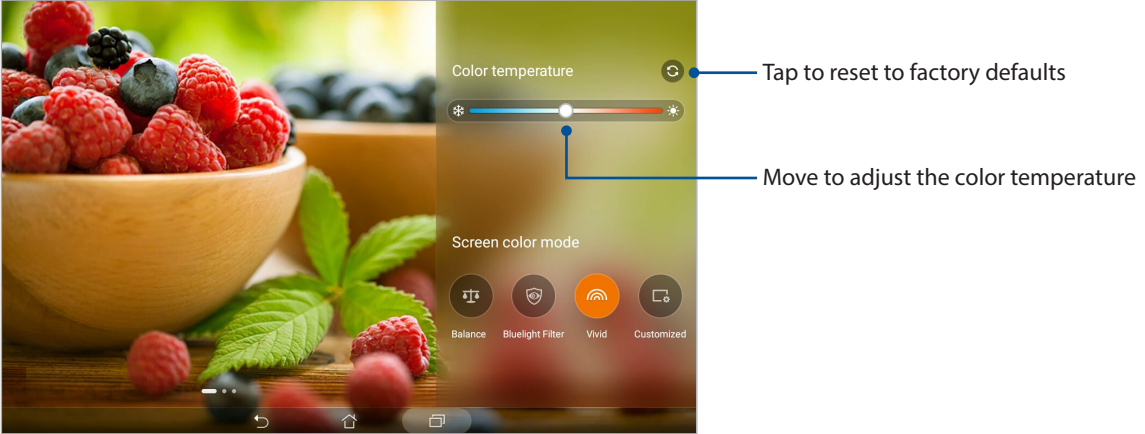 Color temperature
Tap to reset to factory defaults
Move to adjust the color temperature
Screen color mode
Balance
Bluelight Filter
Vivid
Customized